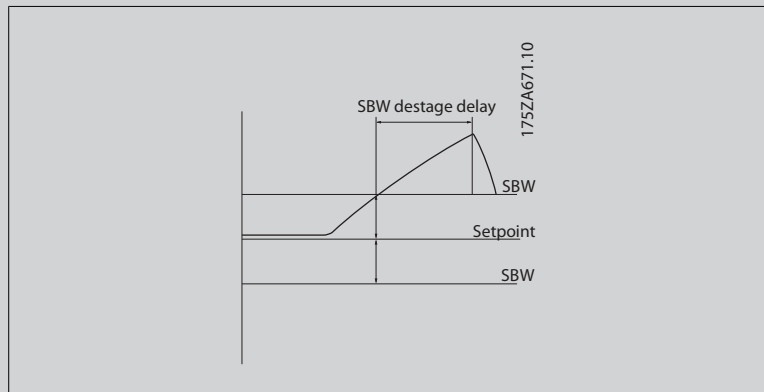 175ZA671.10
SBW destage delay
SBW
Setpoint
SBW